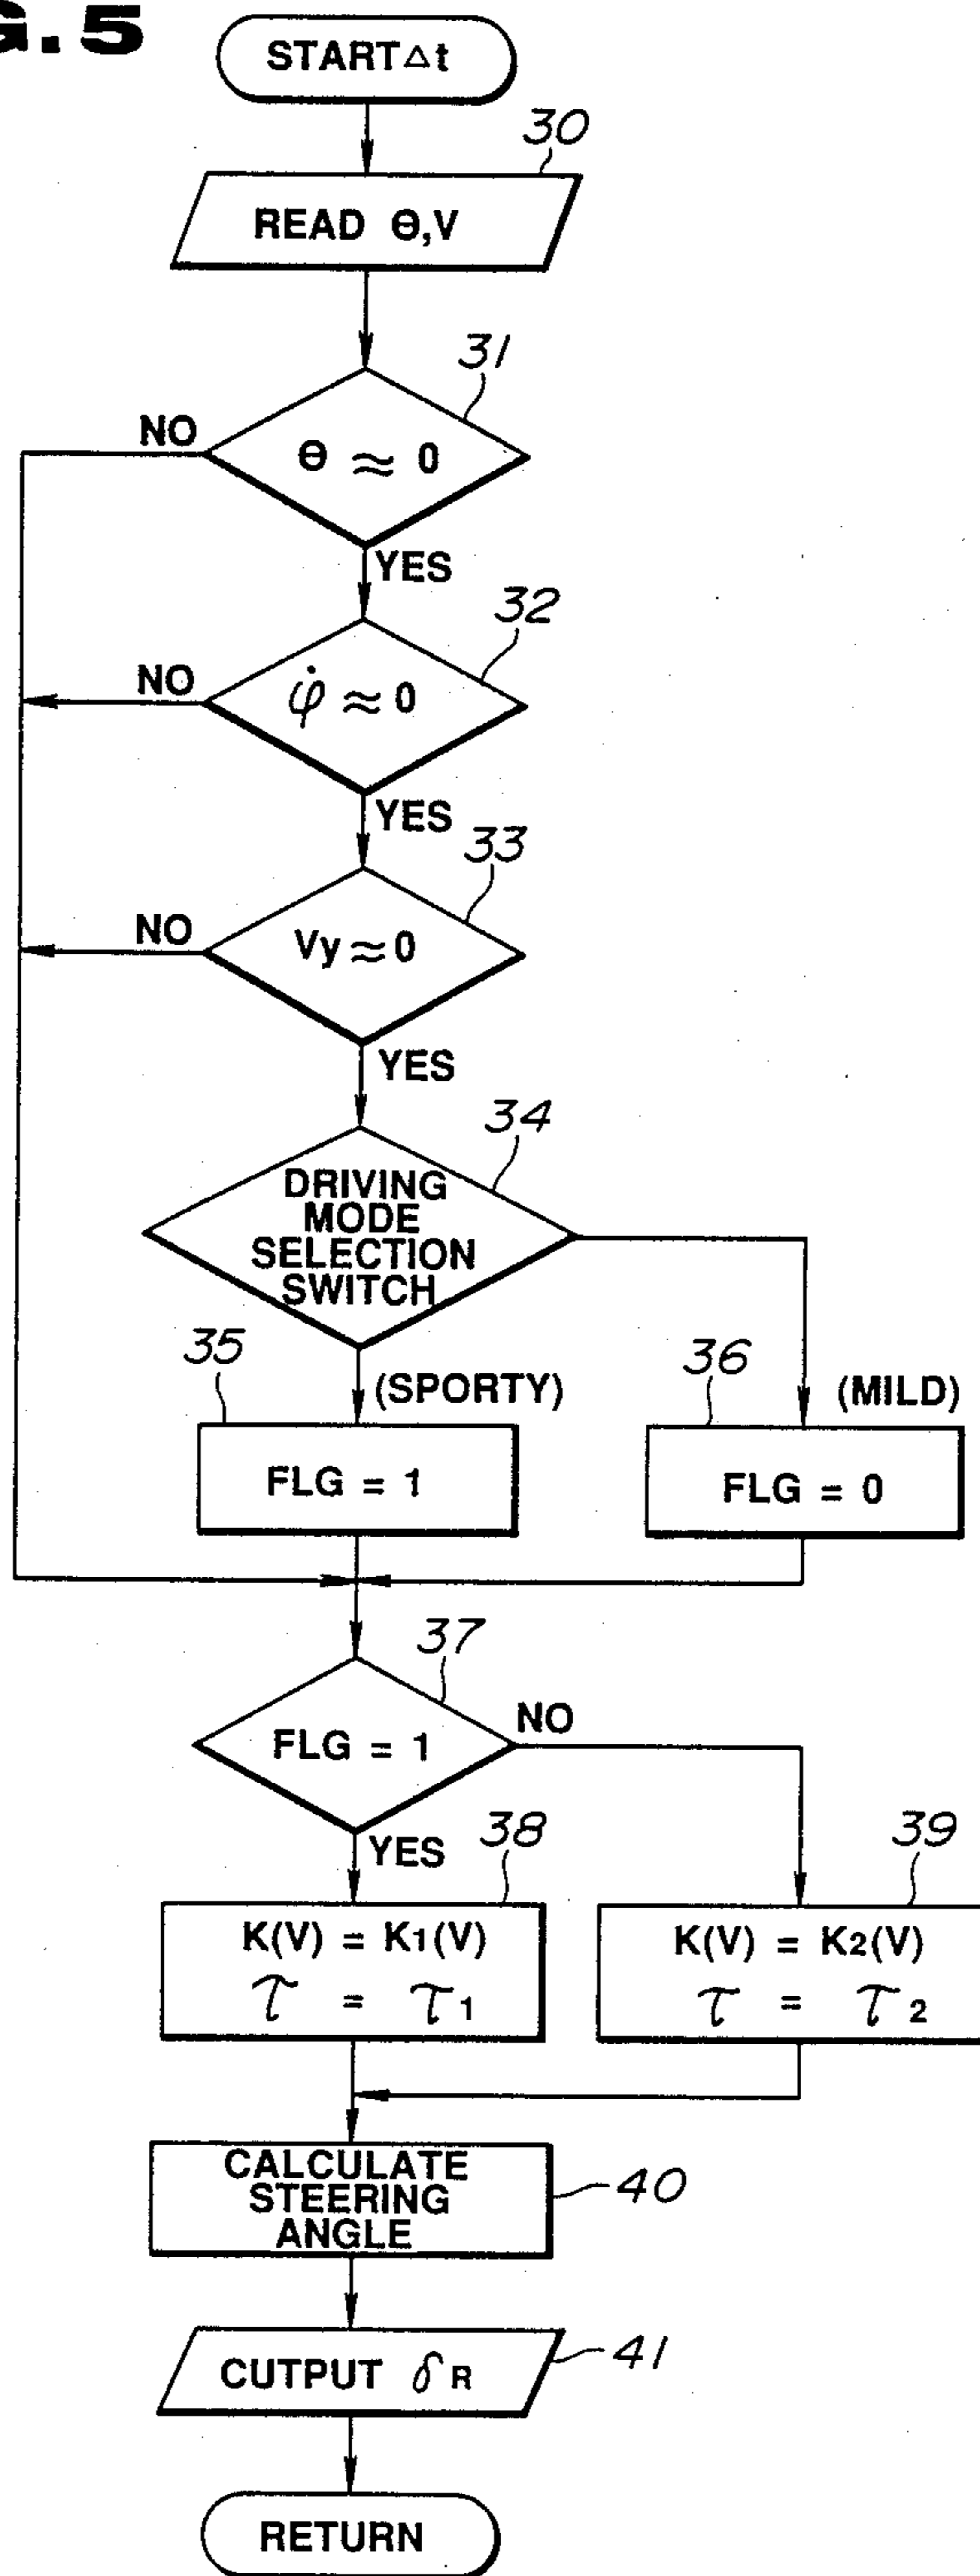 G.5
START Δt
30
READ Θ,V
31
NO
Θ ≈ 0
YES
32
NO
φ̇ ≈ 0
YES
33
NO
Vy ≈ 0
YES
34
DRIVING
MODE
SELECTION
SWITCH
35
(SPORTY)
36
(MILD)
FLG = 1
FLG = 0
37
FLG = 1
NO
YES
38
39
K(V) = K1(V)
τ = τ1
K(V) = K2(V)
τ = τ2
CALCULATE
STEERING
ANGLE
40
CUTPUT δR
41
RETURN